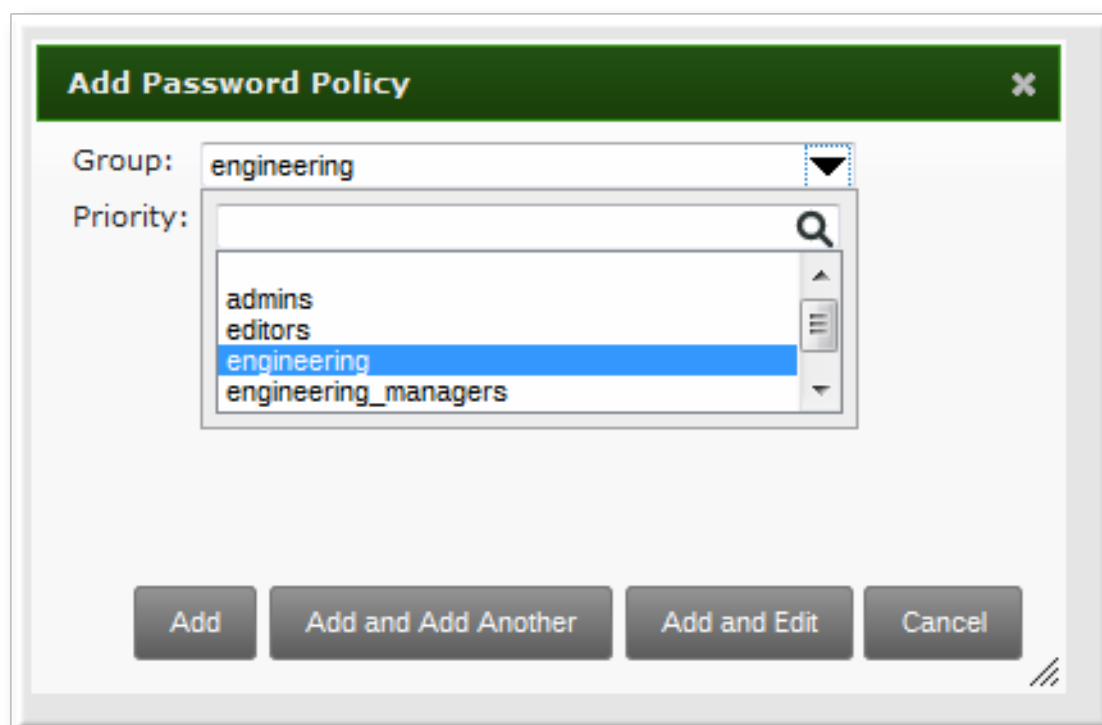 Add Password Policy
Group: engineering
Priority:
admins
editors
engineering
engineering_managers
Add Add and Add Another Add and Edit Cancel